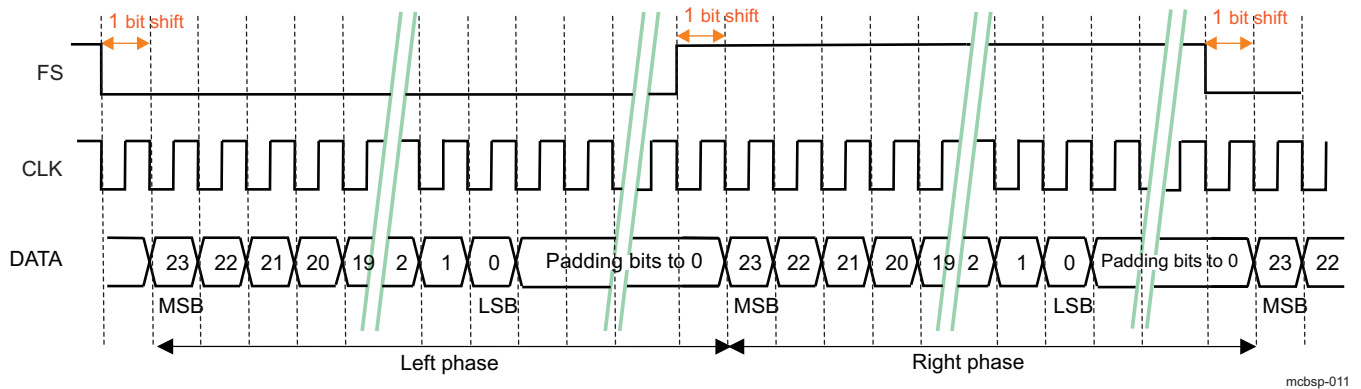 1 bit shift 1 bit shift 1 bit shift
FS
CLK
DATA 23 22 21 20 19 2 1 0 Padding bits to 0 23 22 21 20 19 2 1 0 Padding bits to 0 23 22
MSB LSB MSB LSB MSB
Left phase Right phase
mcbsp-011